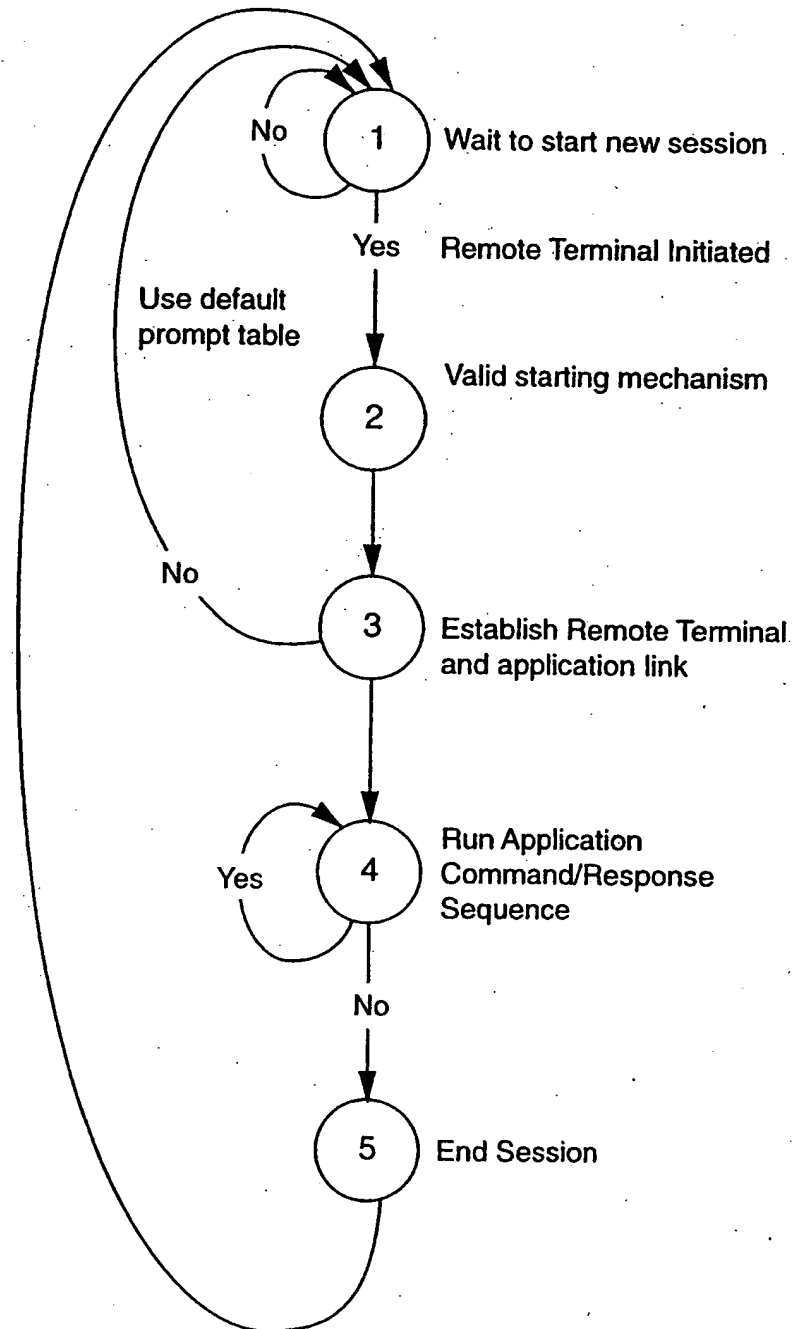 No
1
Wait to start new session
Yes
Remote Terminal Initiated
Use default
prompt table
Valid starting mechanism
2
No
3
Establish Remote Terminal
and application link
Yes
4
Run Application
Command/Response
Sequence
No
5
End Session